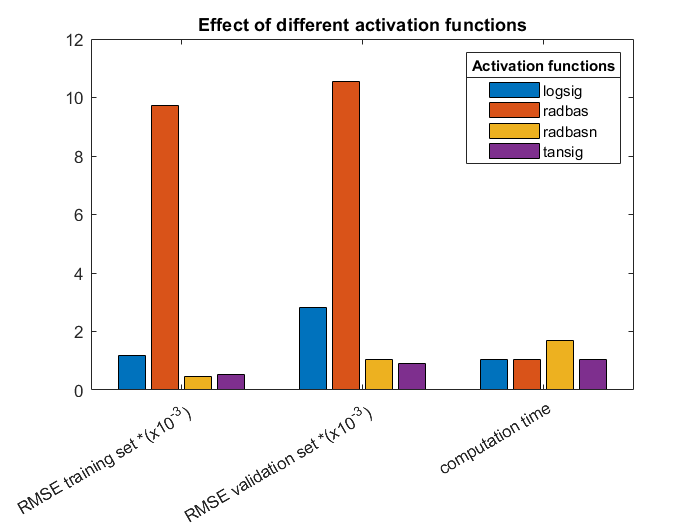 Effect of different activation functions
12
10
8
6
4
2
0
Activation functions
logsig
radbas
radbasn
tansig
RMSE training set *(x10⁻³)
RMSE validation set *(x10⁻³)
computation time